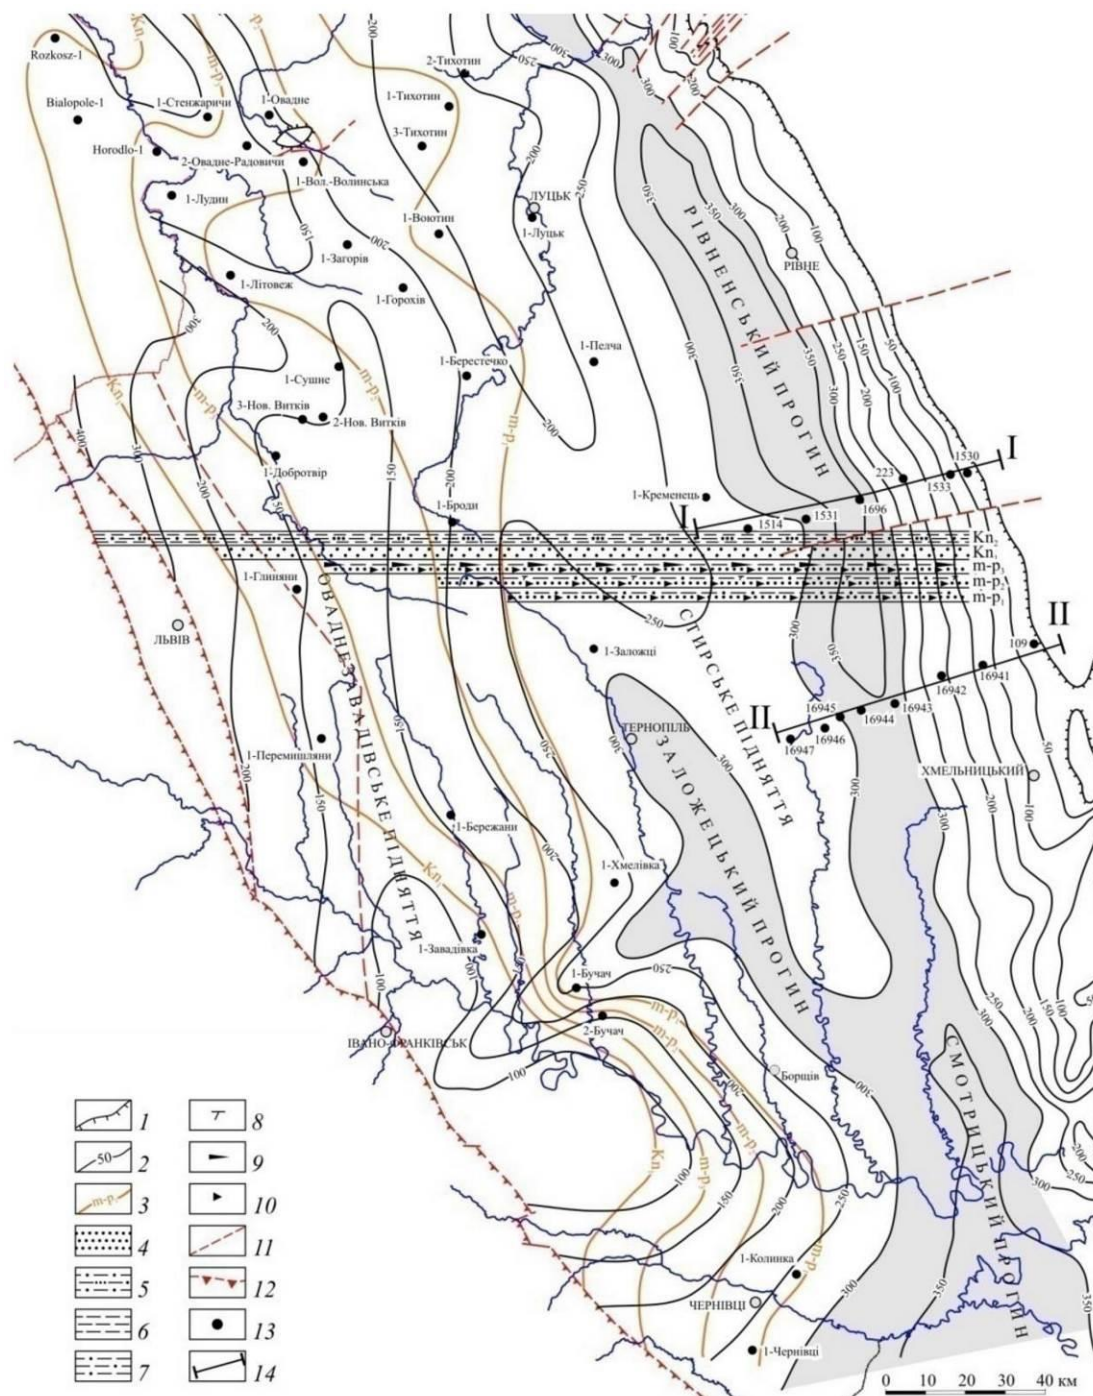 Rozkosz-1
Bialopole-1
1-Стенжаричи
1-Овадне
2-Тихотин
1-Тихотин
3-Тихотин
Horodlo-1
2-Овадне-Радовичи
1-Вол.-Волинська
1-Лудин
ЛУЦЬК
1-Луцьк
1-Воютин
1-Загорів
РІВНЕ
РІВНЕНСЬКИЙ ПРОГИН
1-Літовеж
1-Горохів
1-Пелча
1-Сушне
1-Берестечко
3-Нов. Витків
2-Нов. Витків
1-Добротвір
1-Кременець
1-Броди
I
I
1514
1531
1696
223
1533
1530
Kn2
Kn1
m-p3
m-p2
m-p1
1-Глиняни
ЛЬВІВ
ОВАДНЕЗАВАДІВСЬКЕ ПІДНЯТТЯ
1-Заложці
СТИРСЬКЕ ПІДНЯТТЯ
II
II
109
16941
16942
16943
16944
16945
16946
16947
ТЕРНОПІЛЬ
ЗАЛОЖЕЦЬКИЙ ПРОГИН
1-Перемишляни
ХМЕЛЬНИЦЬКИЙ
1-Бережани
1-Хмелівка
1-Завадівка
1-Бучач
2-Бучач
ІВАНО-ФРАНКІВСЬК
Борщів
СМОТРИЦЬКИЙ ПРОГИН
1-Колинка
ЧЕРНІВЦІ
1-Чернівці
1
50
2
m-p1
3
4
5
6
7
8
9
10
11
12
13
14
0 10 20 30 40 км